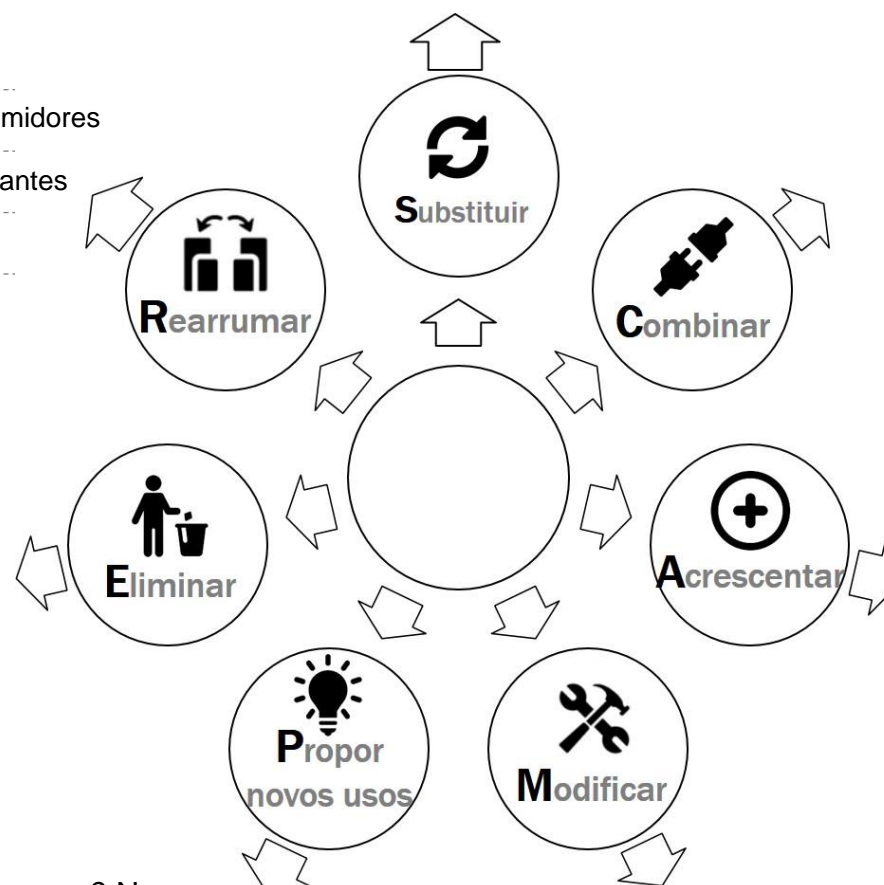 midores
antes
Substituir
Rearrumar
Combinar
Eliminar
Acrescentar
Propor
novos usos
Modificar